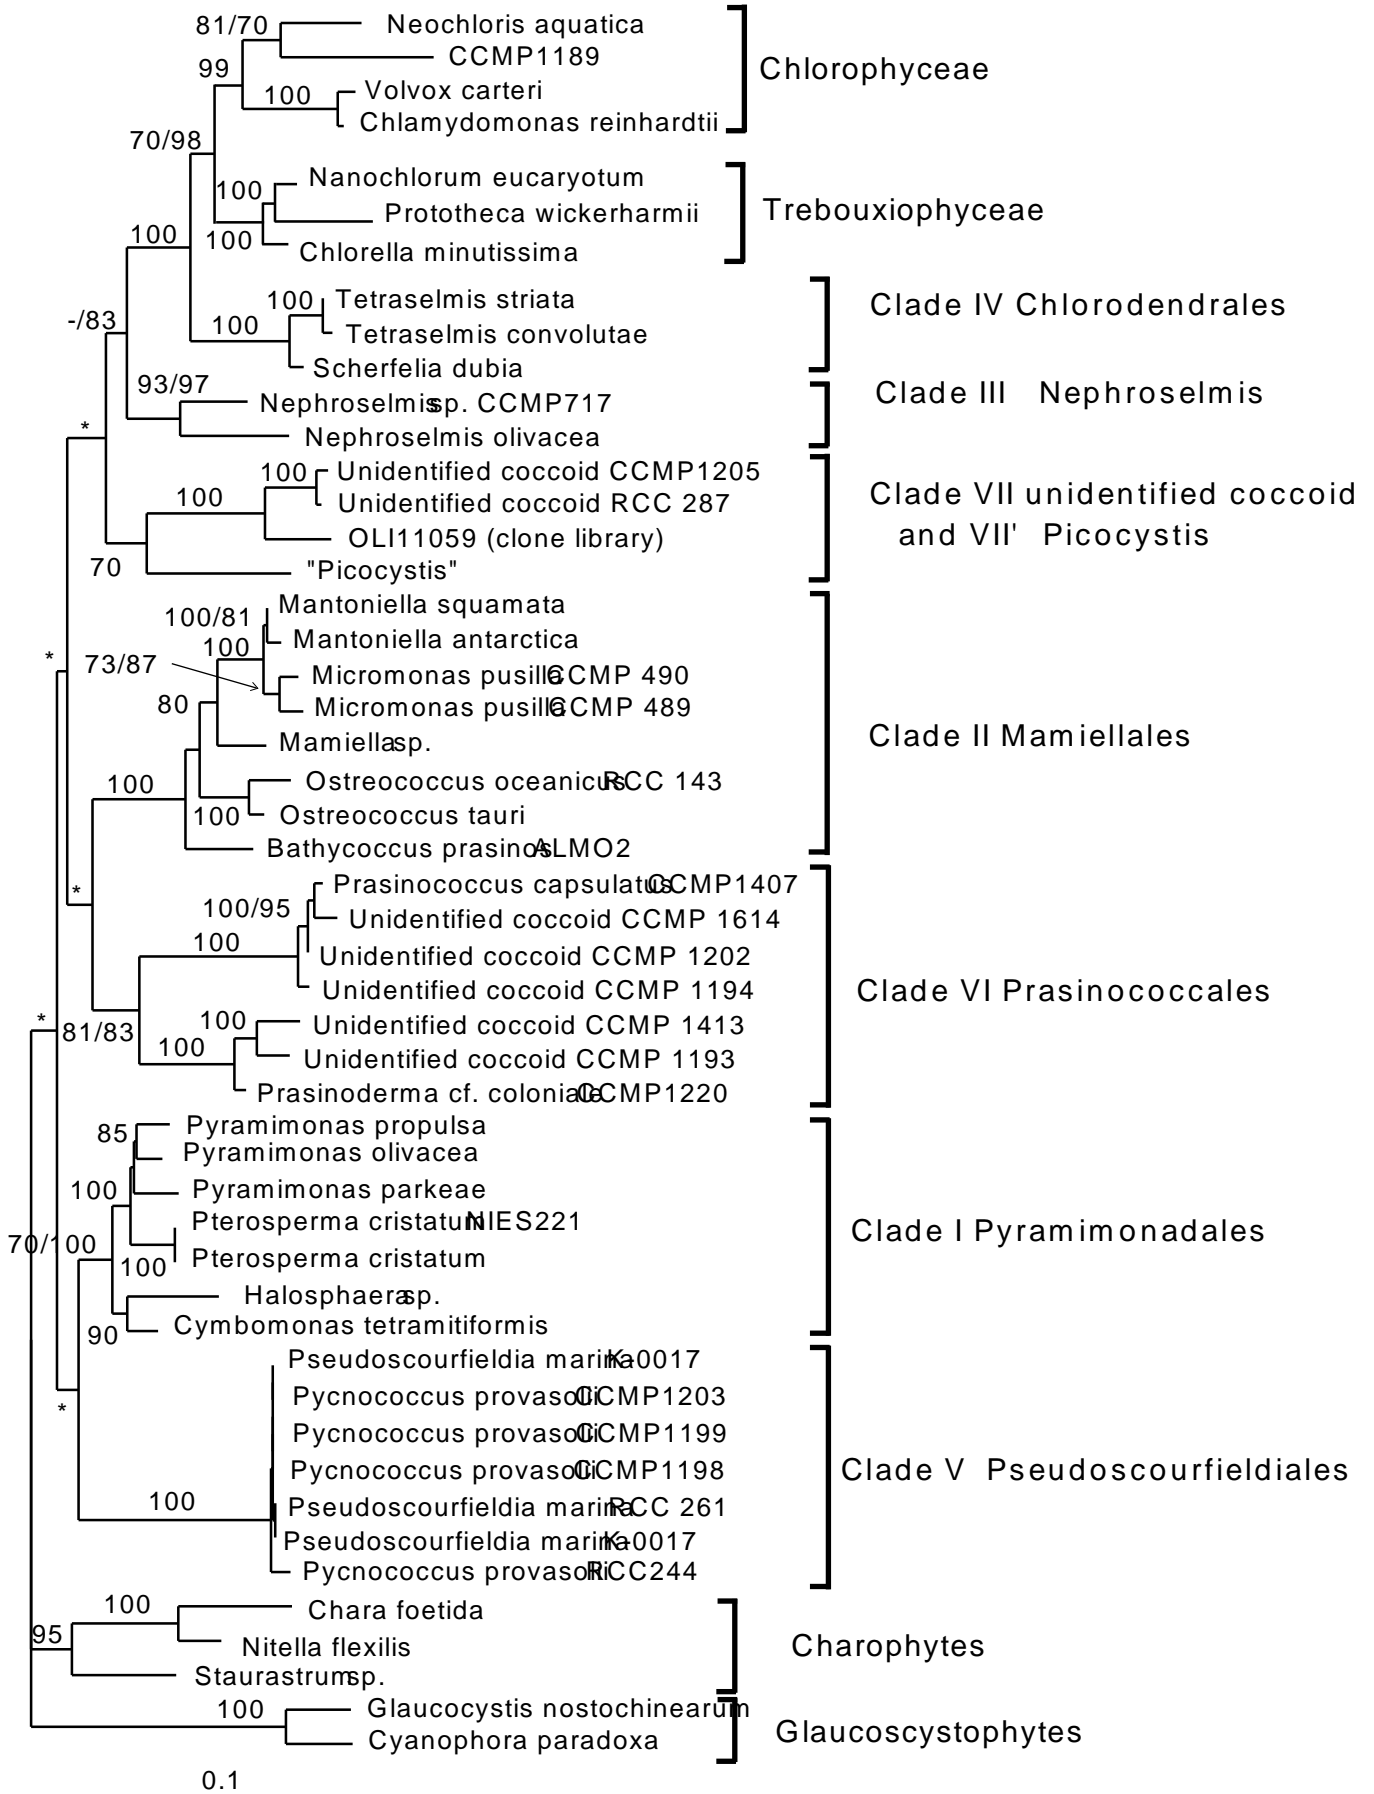 81/70
Neochloris aquatica
CCMP1189
99
Chlorophyceae
100
Volvox carteri
Chlamydomonas reinhardtii
70/98
100
Nanochlorum eucaryotum
Prototheca wickerharmii
Trebouxiophyceae
100
100
Chlorella minutissima
100
Tetraselmis striata
Clade IV Chlorodendrales
-/83
100
Tetraselmis convolutae
Scherfelia dubia
93/97
Nephroselmis sp. CCMP717
Clade III Nephroselmis
*
Nephroselmis olivacea
100
Unidentified coccoid CCMP1205
100
Unidentified coccoid RCC 287
Clade VII unidentified coccoid
and VII' Picocystis
OLI11059 (clone library)
70
"Picocystis"
100/81
Mantoniella squamata
100
Mantoniella antarctica
*
73/87
Micromonas pusilla CCMP 490
80
Micromonas pusilla CCMP 489
Clade II Mamiellales
Mamiella sp.
100
Ostreococcus oceanicus RCC 143
100
Ostreococcus tauri
Bathycoccus prasinos ALMO2
*
Prasinococcus capsulatus CCMP1407
100/95
Unidentified coccoid CCMP 1614
100
Unidentified coccoid CCMP 1202
Unidentified coccoid CCMP 1194
Clade VI Prasinococcales
*
81/83
100
Unidentified coccoid CCMP 1413
100
Unidentified coccoid CCMP 1193
Prasinoderma cf. coloniale CCMP1220
85
Pyramimonas propulsa
Pyramimonas olivacea
100
Pyramimonas parkeae
Pterosperma cristatum NIES221
Clade I Pyramimonadales
70/100
100
Pterosperma cristatum
Halosphaera sp.
90
Cymbomonas tetramitiformis
Pseudoscourfieldia marina K-0017
*
Pycnococcus provasolii CCMP1203
Pycnococcus provasolii CCMP1199
Pycnococcus provasolii CCMP1198
Clade V Pseudoscourfieldiales
100
Pseudoscourfieldia marina RCC 261
Pseudoscourfieldia marina K-0017
Pycnococcus provasolii RCC244
100
Chara foetida
95
Nitella flexilis
Charophytes
Staurastrum sp.
100
Glaucocystis nostochinearum
Cyanophora paradoxa
Glaucoscystophytes
0.1